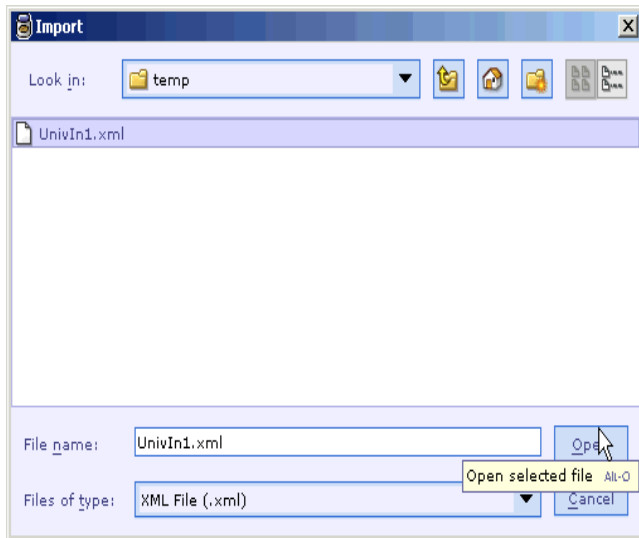 Import
Look in:
temp
UnivIn1.xml
File name:
UnivIn1.xml
Open
Open selected file Alt-O
Files of type:
XML File (.xml)
Cancel